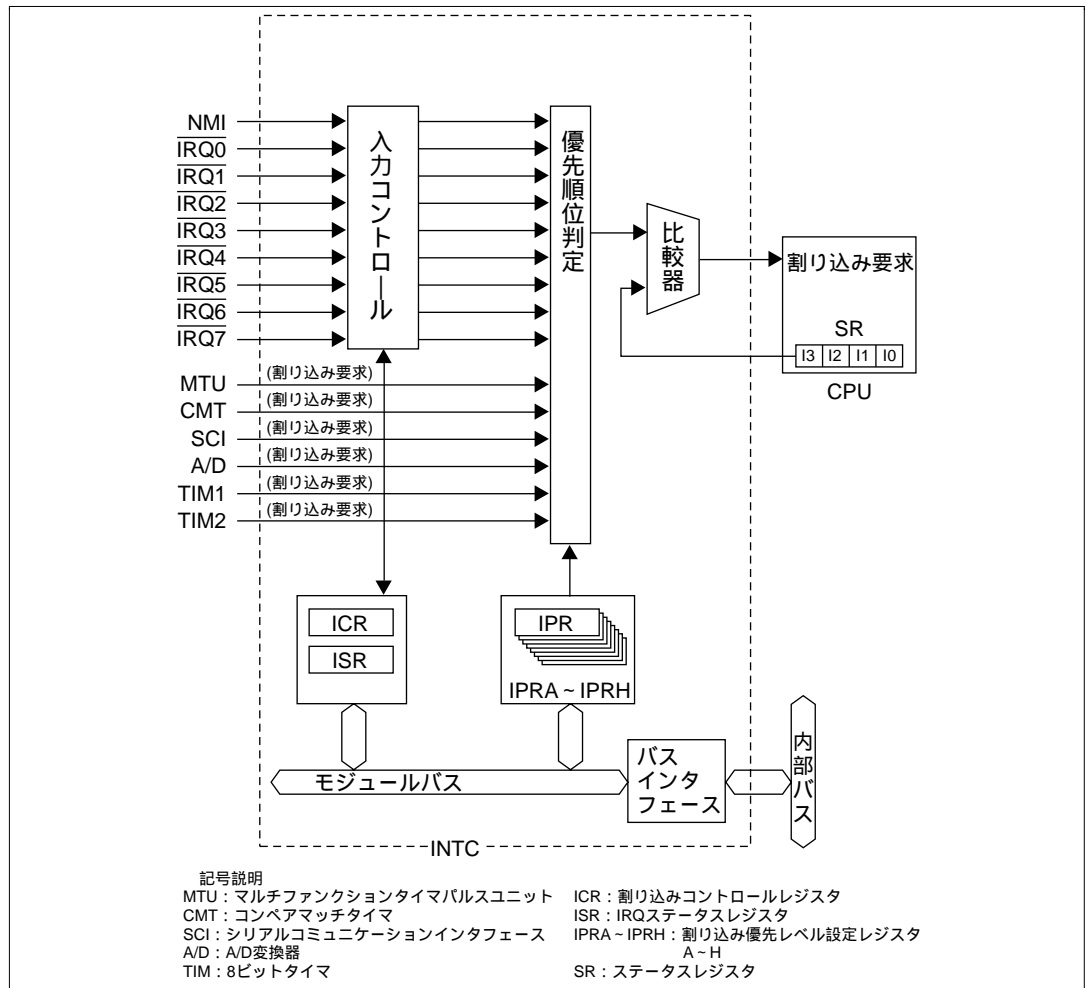 NMI
IRQ0
IRQ1
IRQ2
IRQ3
IRQ4
IRQ5
IRQ6
IRQ7
入力コントロール
優先順位判定
比較器
割り込み要求
SR
I3 I2 I1 I0
CPU
MTU (割り込み要求)
CMT (割り込み要求)
SCI (割り込み要求)
A/D (割り込み要求)
TIM1 (割り込み要求)
TIM2 (割り込み要求)
ICR
ISR
IPR
IPRA～IPRH
モジュールバス
バス
インタ
フェース
内部バス
INTC
記号説明
MTU：マルチファンクションタイマパルスユニット
CMT：コンペアマッチタイマ
SCI：シリアルコミュニケーションインタフェース
A/D：A/D変換器
TIM：8ビットタイマ
ICR：割り込みコントロールレジスタ
ISR：IRQステータスレジスタ
IPRA～IPRH：割り込み優先レベル設定レジスタ
A～H
SR：ステータスレジスタ